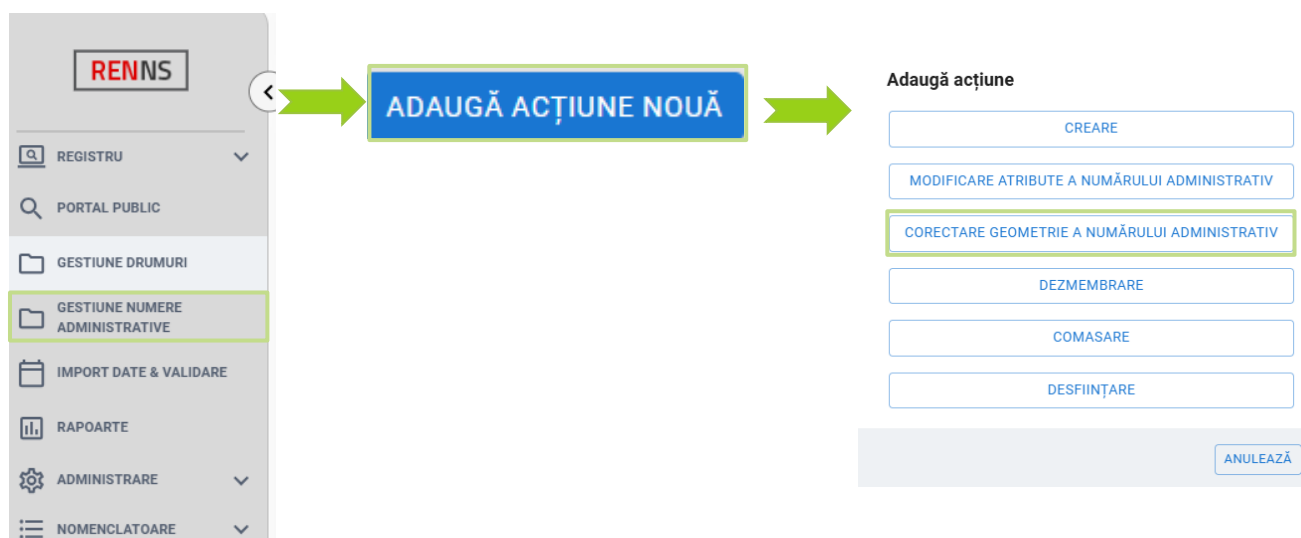 RENNS
REGISTRU
PORTAL PUBLIC
GESTIUNE DRUMURI
GESTIUNE NUMERE
ADMINISTRATIVE
IMPORT DATE & VALIDARE
RAPOARTE
ADMINISTRARE
NOMENCLATOARE
ADAUGĂ ACȚIUNE NOUĂ
Adaugă acțiune
CREARE
MODIFICARE ATRIBUTE A NUMĂRULUI ADMINISTRATIV
CORECTARE GEOMETRIE A NUMĂRULUI ADMINISTRATIV
DEZMEMBRARE
COMASARE
DESFIINȚARE
ANULEAZĂ